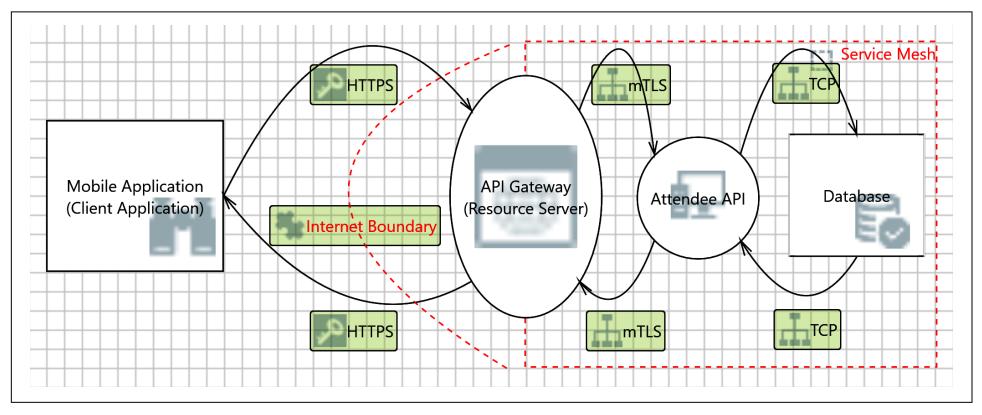 Service Mesh
HTTPS
mTLS
TCP
Mobile Application
(Client Application)
API Gateway
(Resource Server)
Attendee API
Database
Internet Boundary
HTTPS
mTLS
TCP